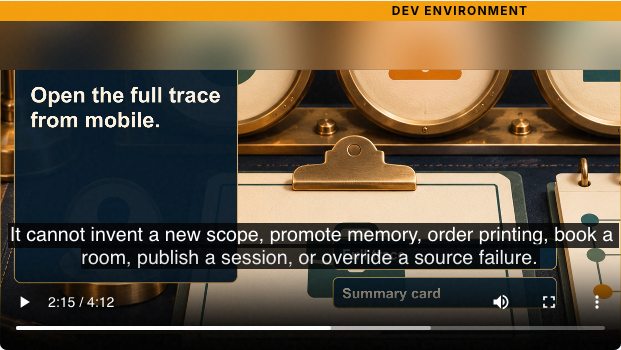 DEV ENVIRONMENT
Open the full trace
from mobile.
It cannot invent a new scope, promote memory, order printing, book a
room, publish a session, or override a source failure.
Summary card
2:15 / 4:12